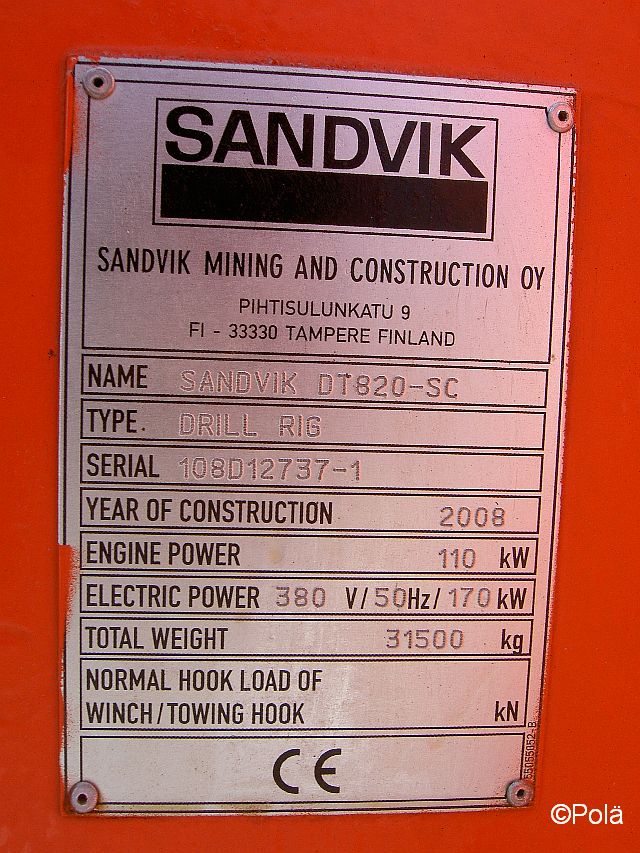 SANDVIK
SANDVIK MINING AND CONSTRUCTION OY
PIHTISULUNKATU 9
FI - 33330 TAMPERE FINLAND
NAME SANDVIK DT820-SC
TYPE. DRILL RIG
SERIAL 108D12737-1
YEAR OF CONSTRUCTION 2008
ENGINE POWER 110 kW
ELECTRIC POWER 380 V/50Hz/170 kW
TOTAL WEIGHT 31500 kg
NORMAL HOOK LOAD OF
WINCH/TOWING HOOK kN
CE
©Polä